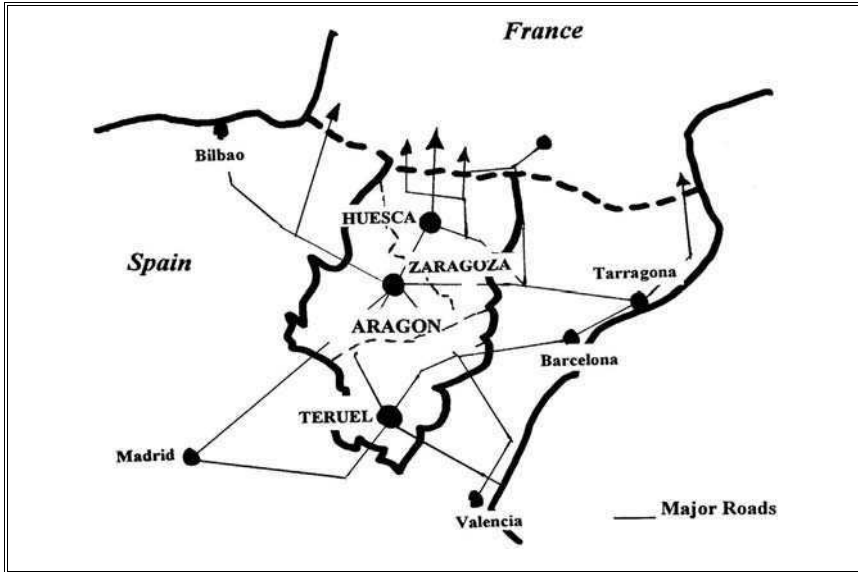 France
Bilbao
HUESCA
Spain
ZARAGOZA
Tarragona
ARAGON
Barcelona
TERUEL
Madrid
Valencia
Major Roads